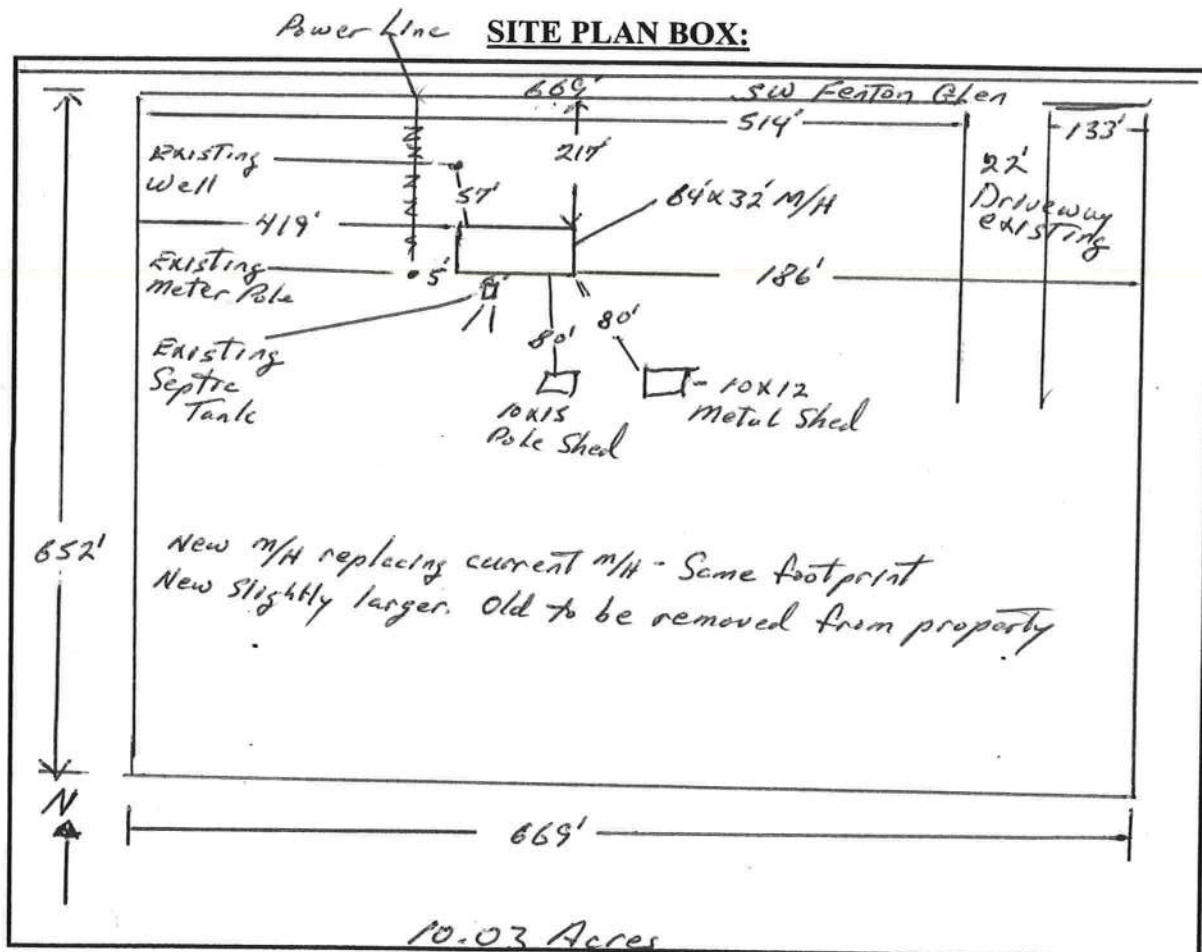 Power Line
SITE PLAN BOX:
669'
SW Fenton Glen
514'
133'
Existing
Well
57'
217'
64'x32' M/H
22'
Driveway
existing
419'
Existing
Meter Pole
5'
186'
Existing
Septic
Tank
80'
80'
10x15
Pole Shed
10x12
Metal Shed
652'
New M/H replacing current M/H - Same footprint
New Slightly larger. Old to be removed from property
N
669'
10.03 Acres